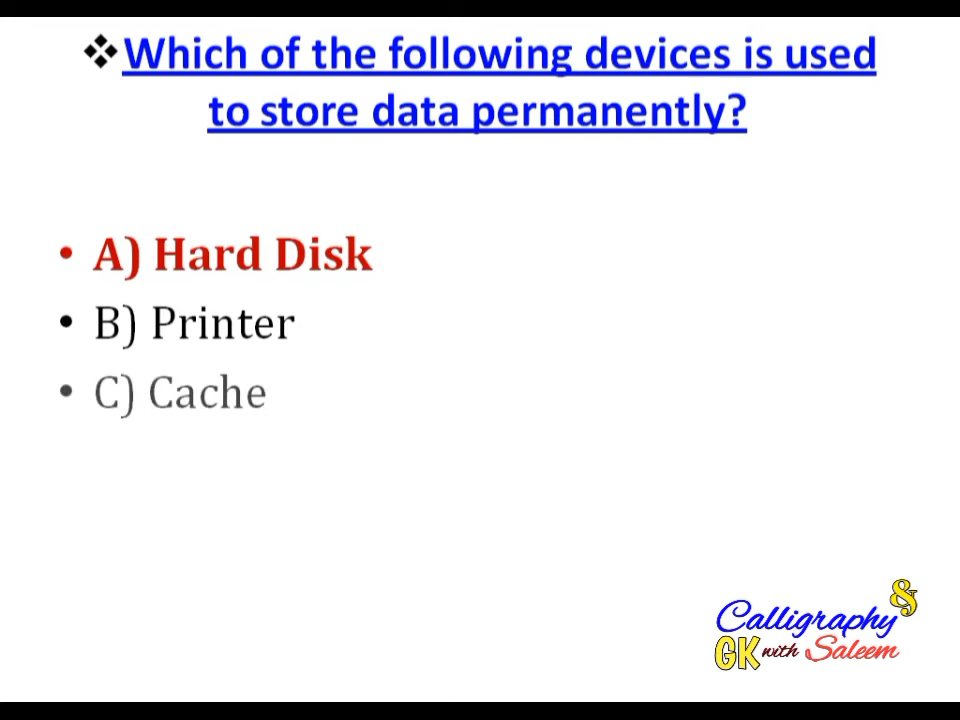 ❖Which of the following devices is used
to store data permanently?
• A) Hard Disk
• B) Printer
• C) Cache
Calligraphy &
GK with Saleem